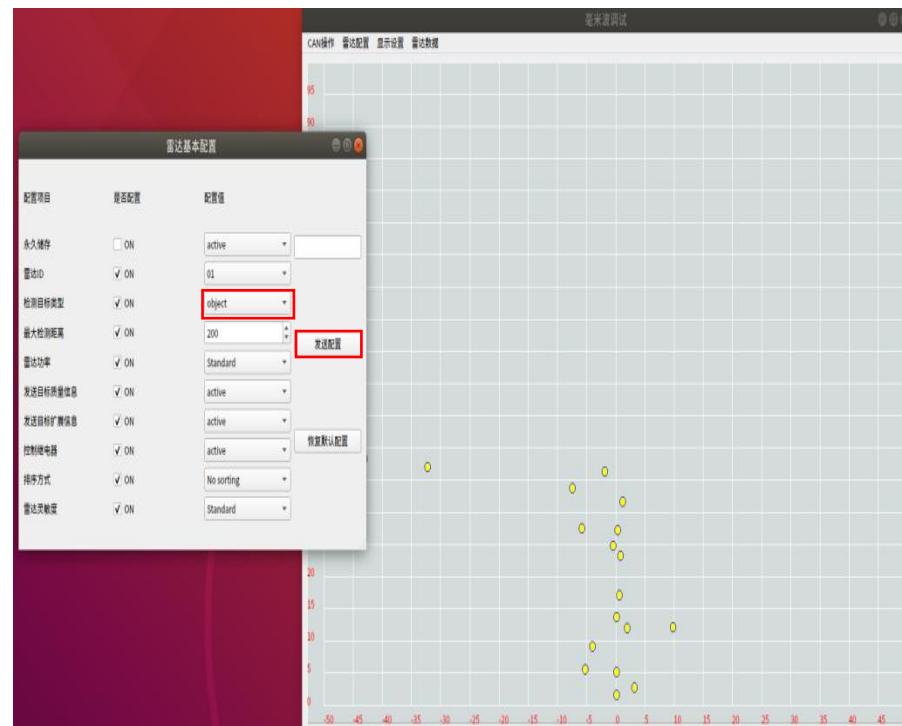 毫米波调试
CAN操作 雷达配置 显示设置 雷达数据
95
90
雷达基本配置
配置项目 是否配置 配置值
永久储存 ON active
雷达ID ON 01
检测目标类型 ON object
最大检测距离 ON 200
发送配置
雷达功率 ON Standard
发送目标质量信息 ON active
发送目标扩展信息 ON active
恢复默认配置
控制继电器 ON active
排序方式 ON No sorting
雷达灵敏度 ON Standard
20
15
10
5
0
-50 -45 -40 -35 -30 -25 -20 -15 -10 -5 0 5 10 15 20 25 30 35 40 45